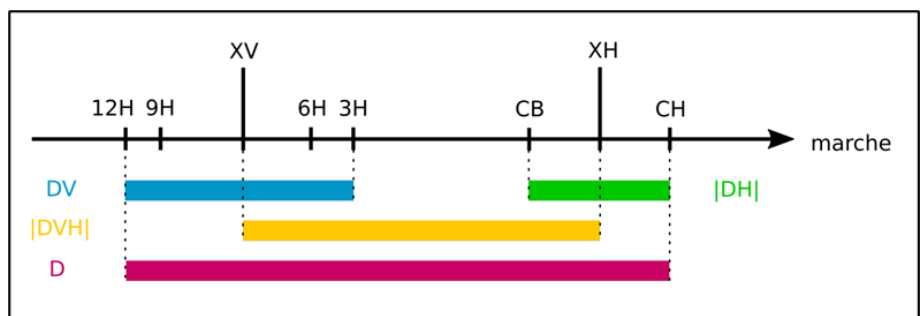 XV XH
12H 9H 6H 3H CB CH
marche
DV |DH|
|DVH|
D